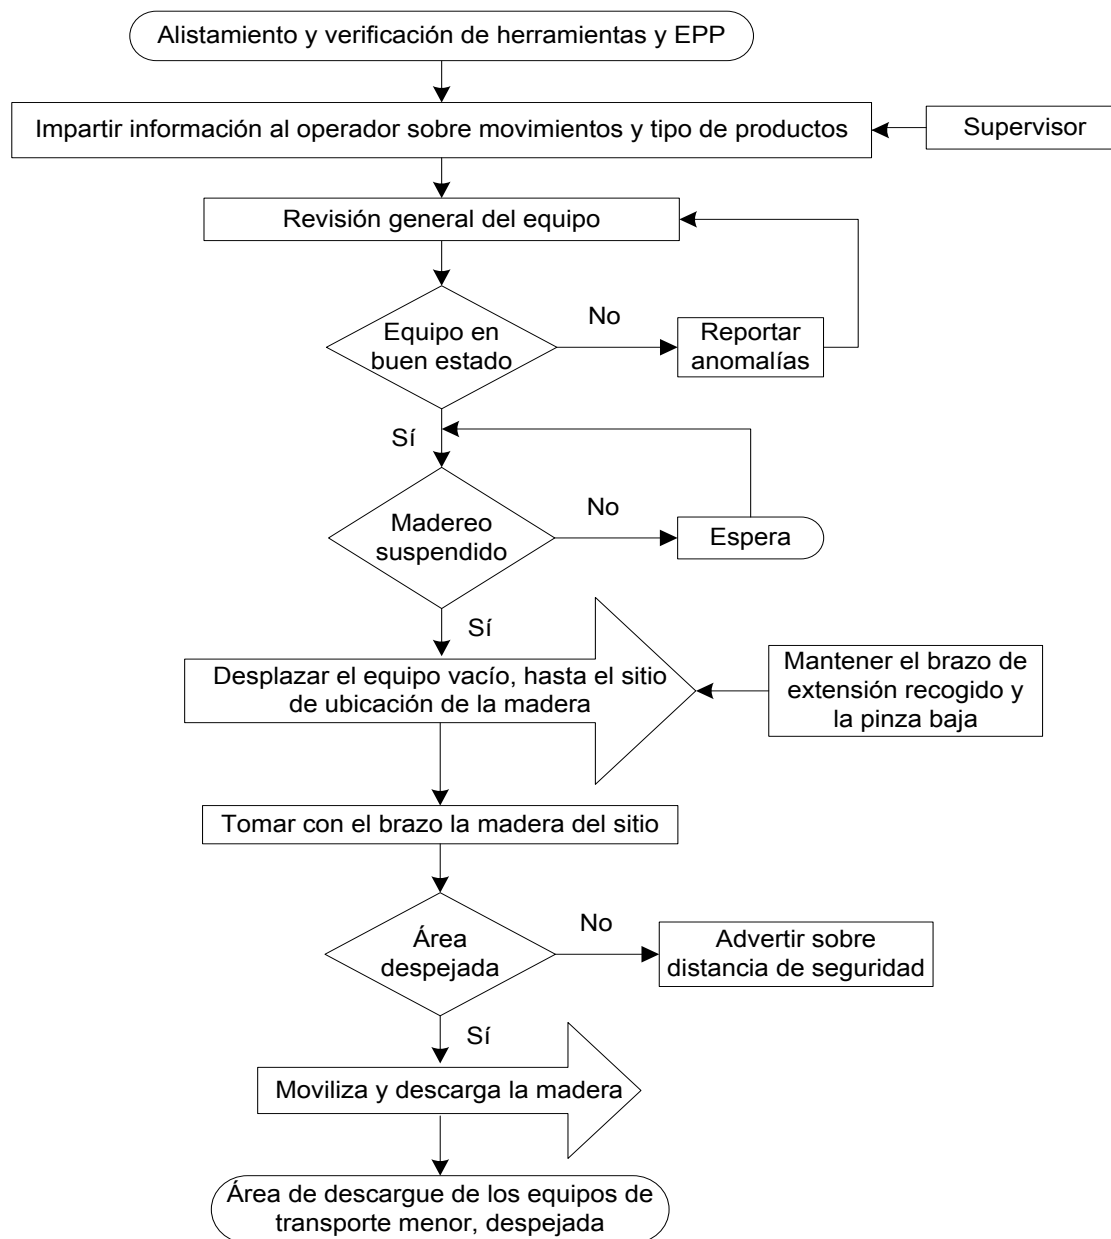 Alistamiento y verificación de herramientas y EPP
Impartir información al operador sobre movimientos y tipo de productos
Supervisor
Revisión general del equipo
Equipo en
buen estado
No
Reportar
anomalías
Sí
Madereo
suspendido
No
Espera
Sí
Desplazar el equipo vacío, hasta el sitio
de ubicación de la madera
Mantener el brazo de
extensión recogido y
la pinza baja
Tomar con el brazo la madera del sitio
Área
despejada
No
Advertir sobre
distancia de seguridad
Sí
Moviliza y descarga la madera
Área de descargue de los equipos de
transporte menor, despejada